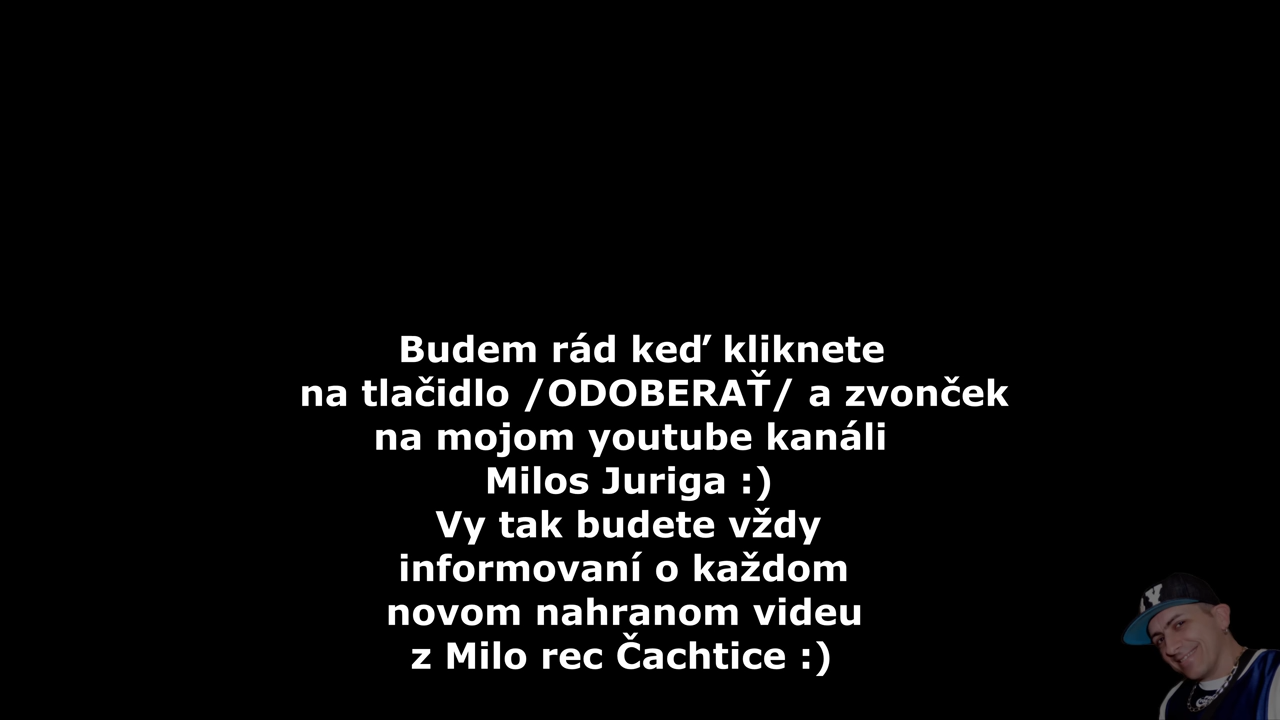 Budem rád keď kliknete
na tlačidlo /ODOBERAŤ/ a zvonček
na mojom youtube kanáli
Milos Juriga :)
Vy tak budete vždy
informovaní o každom
novom nahranom videu
z Milo rec Čachtice :)